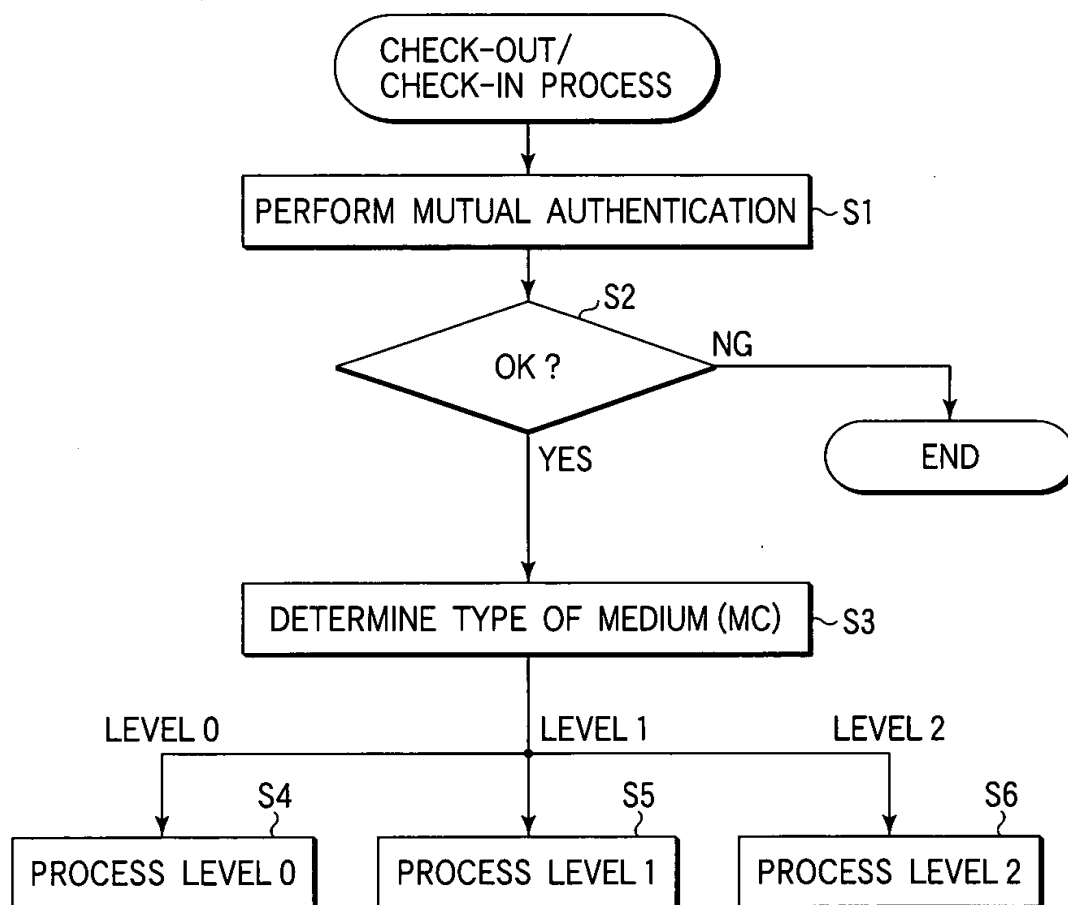 CHECK-OUT/
CHECK-IN PROCESS
PERFORM MUTUAL AUTHENTICATION
S1
S2
OK ?
NG
YES
END
DETERMINE TYPE OF MEDIUM (MC)
S3
LEVEL 0
LEVEL 1
LEVEL 2
S4
S5
S6
PROCESS LEVEL 0
PROCESS LEVEL 1
PROCESS LEVEL 2